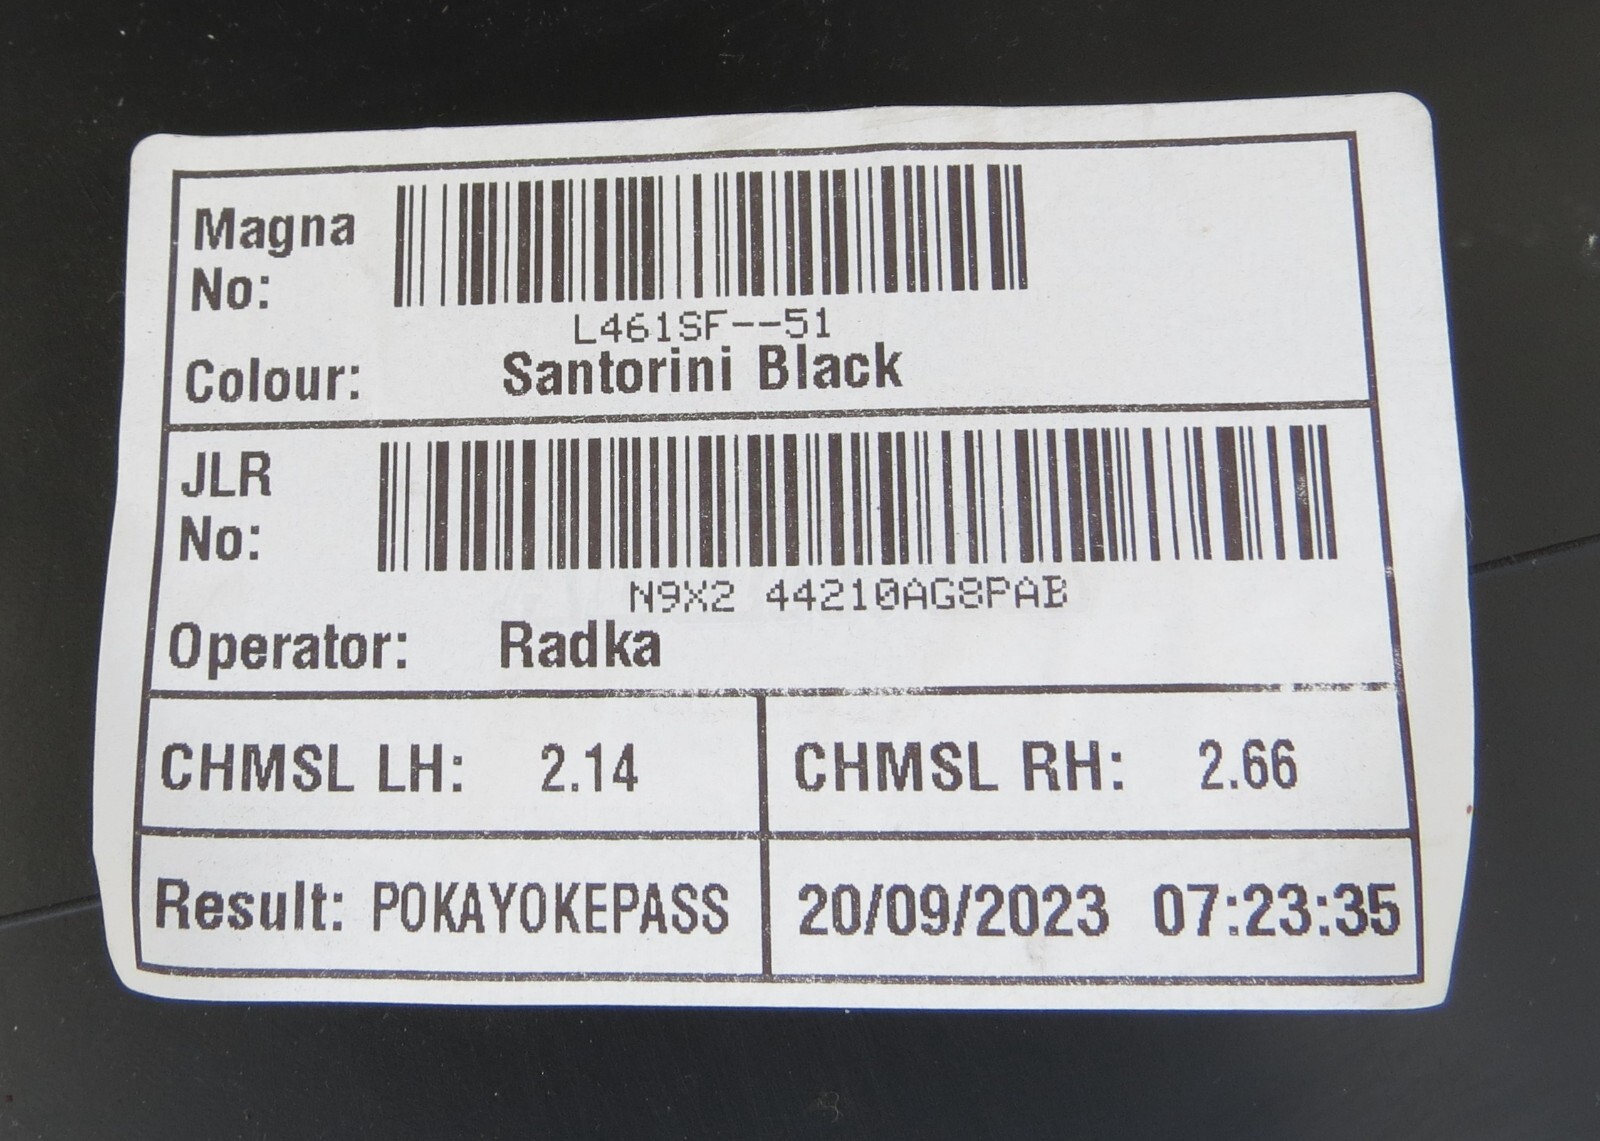 Magna
No:
L461SF--51
Colour: Santorini Black
JLR
No:
N9X2 44210AG8PAB
Operator: Radka
CHMSL LH: 2.14 CHMSL RH: 2.66
Result: POKAYOKEPASS 20/09/2023 07:23:35